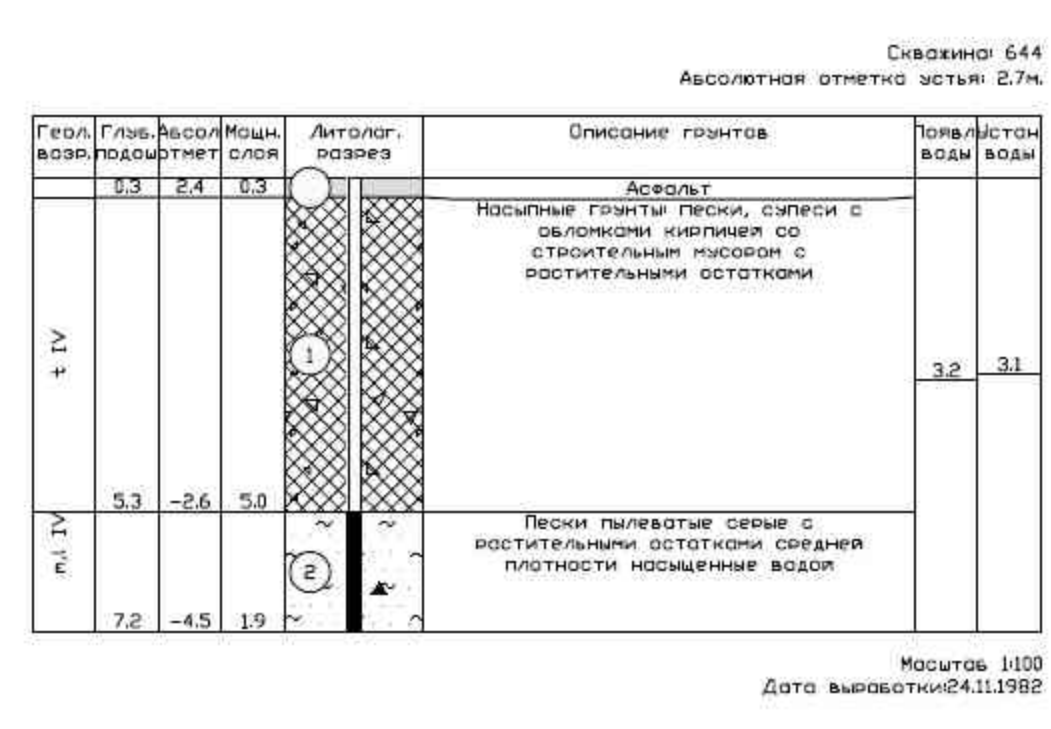 Скважина: 644
Абсолютная отметка устья: 2.7м.
Геол. Глуб. Абсол Мощн. Литолог. Описание грунтов Появл Устан
возр. подош отмет слоя разрез воды воды
0.3 2.4 0.3 Асфальт
Насыпные грунты: пески, супеси с
обломками кирпичей со
строительным мусором с
растительными остатками
t IV 1 3.2 3.1
5.3 -2.6 5.0
m,l IV Пески пылеватые серые с
растительными остатками средней
плотности насыщенные водой
2
7.2 -4.5 1.9
Масштаб 1:100
Дата выработки:24.11.1982